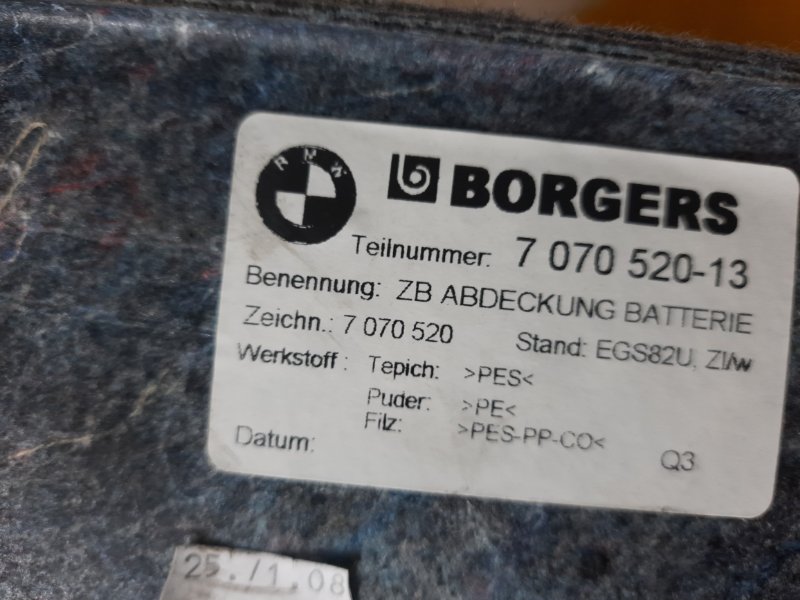 BMW BORGERS
Teilnummer: 7 070 520-13
Benennung: ZB ABDECKUNG BATTERIE
Zeichn.: 7 070 520 Stand: EGS82U, ZI/w
Werkstoff : Tepich: >PES<
Puder: >PE<
Filz: >PES-PP-CO<
Datum: Q3
25./1.08